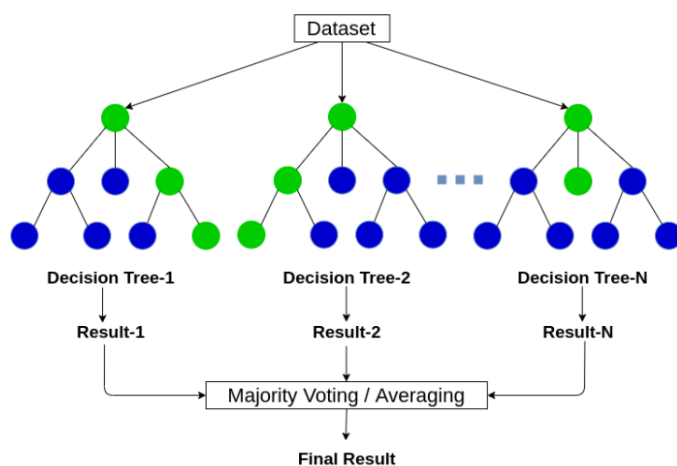 Dataset
Decision Tree-1
Decision Tree-2
Decision Tree-N
Result-1
Result-2
Result-N
Majority Voting / Averaging
Final Result